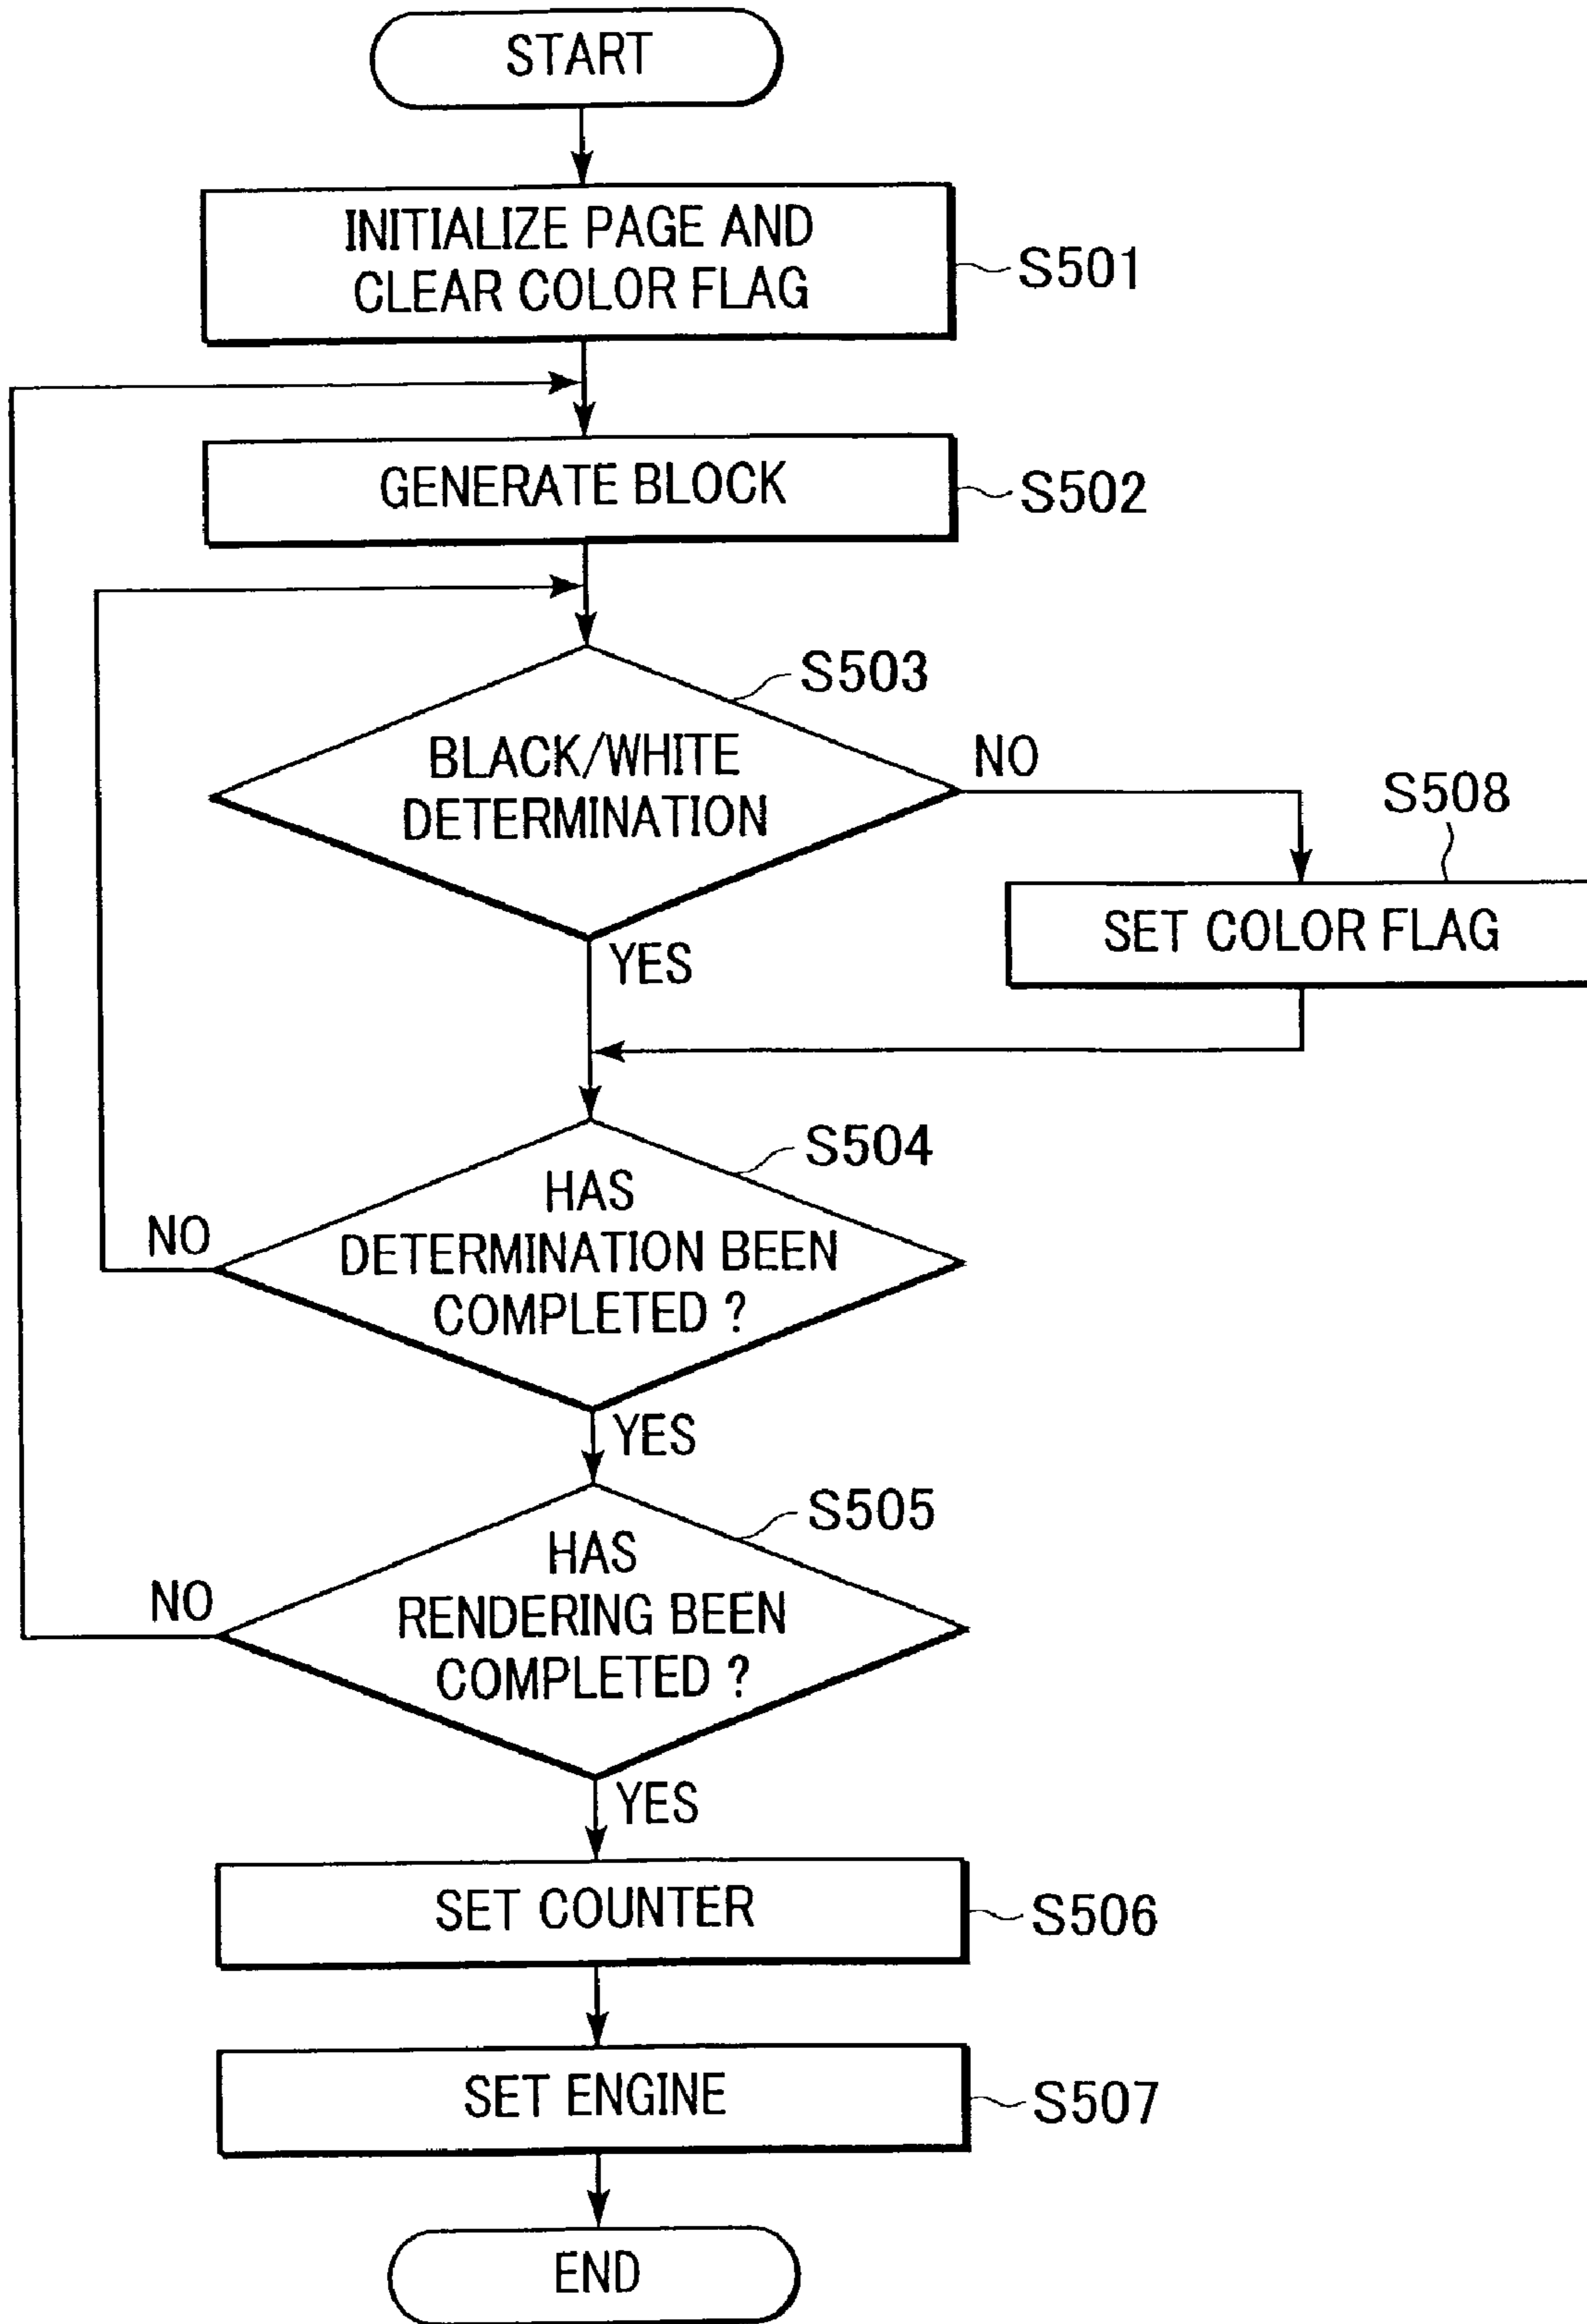 START
INITIALIZE PAGE AND
CLEAR COLOR FLAG
S501
GENERATE BLOCK
S502
S503
BLACK/WHITE
DETERMINATION
NO
S508
SET COLOR FLAG
YES
S504
HAS
DETERMINATION BEEN
COMPLETED ?
NO
YES
S505
HAS
RENDERING BEEN
COMPLETED ?
NO
YES
SET COUNTER
S506
SET ENGINE
S507
END